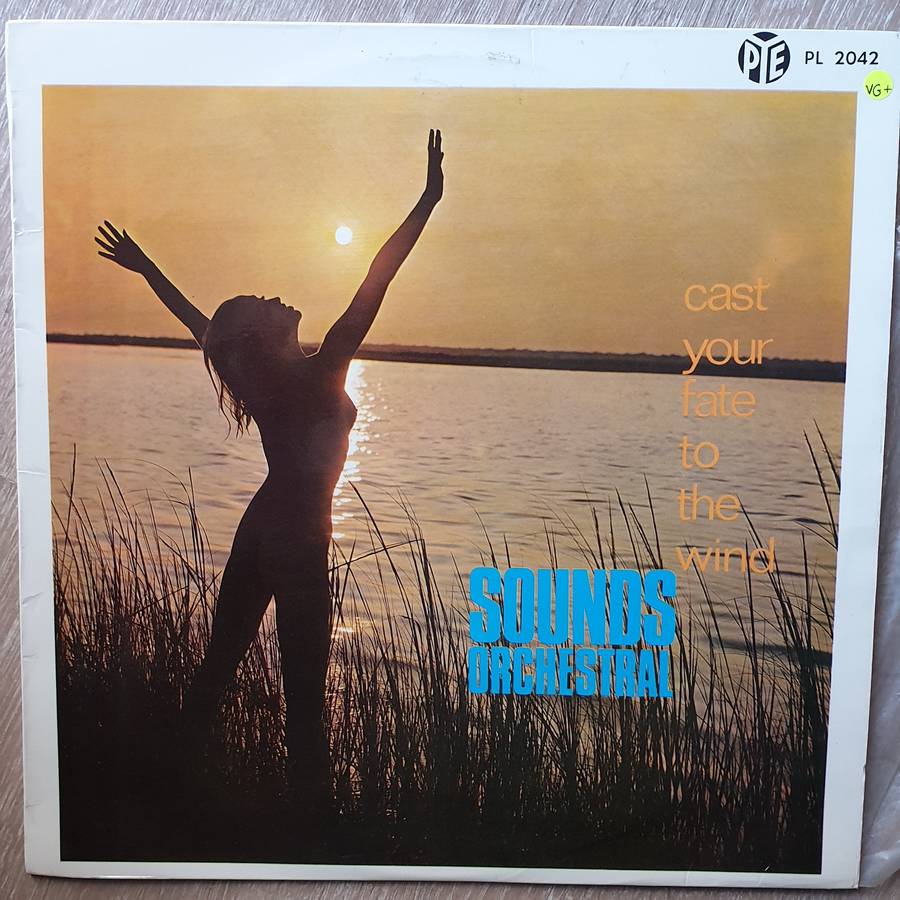 PYE PL 2042
VG+
cast
your
fate
to
the
wind
SOUNDS
ORCHESTRAL